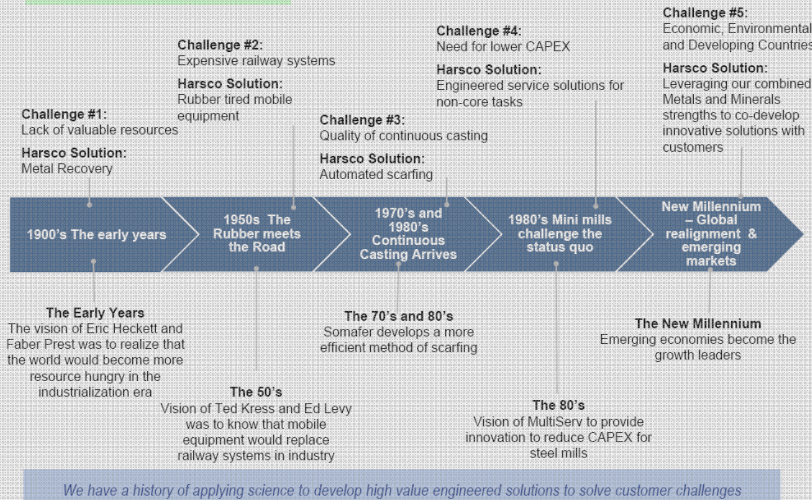 Challenge #1:
Lack of valuable resources
Harsco Solution:
Metal Recovery
Challenge #2:
Expensive railway systems
Harsco Solution:
Rubber tired mobile
equipment
Challenge #3:
Quality of continuous casting
Harsco Solution:
Automated scarfing
Challenge #4:
Need for lower CAPEX
Harsco Solution:
Engineered service solutions for
non-core tasks
Challenge #5:
Economic, Environmental
and Developing Countries
Harsco Solution:
Leveraging our combined
Metals and Minerals
strengths to co-develop
innovative solutions with
customers
1900's The early years
1950s The
Rubber meets
the Road
1970's and
1980's
Continuous
Casting Arrives
1980's Mini mills
challenge the
status quo
New Millennium
– Global
realignment &
emerging
markets
The Early Years
The vision of Eric Heckett and
Faber Prest was to realize that
the world would become more
resource hungry in the
industrialization era
The 50's
Vision of Ted Kress and Ed Levy
was to know that mobile
equipment would replace
railway systems in industry
The 70's and 80's
Somafer develops a more
efficient method of scarfing
The 80's
Vision of MultiServ to provide
innovation to reduce CAPEX for
steel mills
The New Millennium
Emerging economies become the
growth leaders
We have a history of applying science to develop high value engineered solutions to solve customer challenges